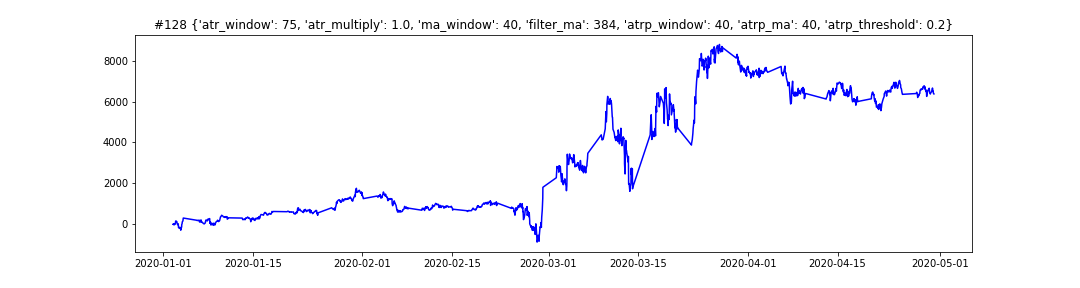 #128 {'atr_window': 75, 'atr_multiply': 1.0, 'ma_window': 40, 'filter_ma': 384, 'atrp_window': 40, 'atrp_ma': 40, 'atrp_threshold': 0.2}
8000
6000
4000
2000
0
2020-01-01 2020-01-15 2020-02-01 2020-02-15 2020-03-01 2020-03-15 2020-04-01 2020-04-15 2020-05-01